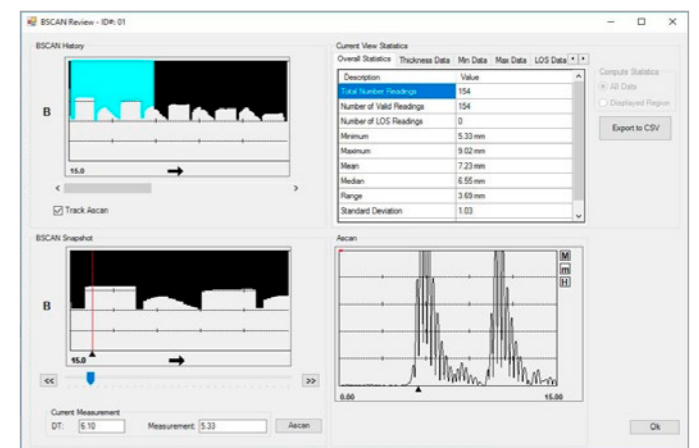 BSCAN Review - ID#: 01
BSCAN History
B
15.0
Track Ascan
Current View Statistics
Overall Statistics Thickness Data Min Data Max Data LOS Data
Description Value
Total Number Readings 154
Number of Valid Readings 154
Number of LOS Readings 0
Minimum 5.33 mm
Maximum 9.02 mm
Mean 7.23 mm
Median 6.55 mm
Range 3.69 mm
Standard Deviation 1.03
Compute Statistics
All Data
Displayed Region
Export to CSV
BSCAN Snapshot
B
15.0
<< >>
Current Measurement
DT: 6.10 Measurement: 5.33 Ascan
Ascan
M
m
H
0.00 15.00
Ok